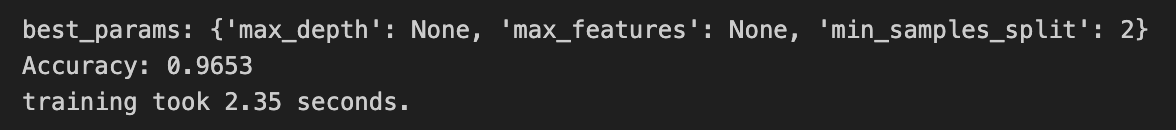 best_params: {'max_depth': None, 'max_features': None, 'min_samples_split': 2}
Accuracy: 0.9653
training took 2.35 seconds.